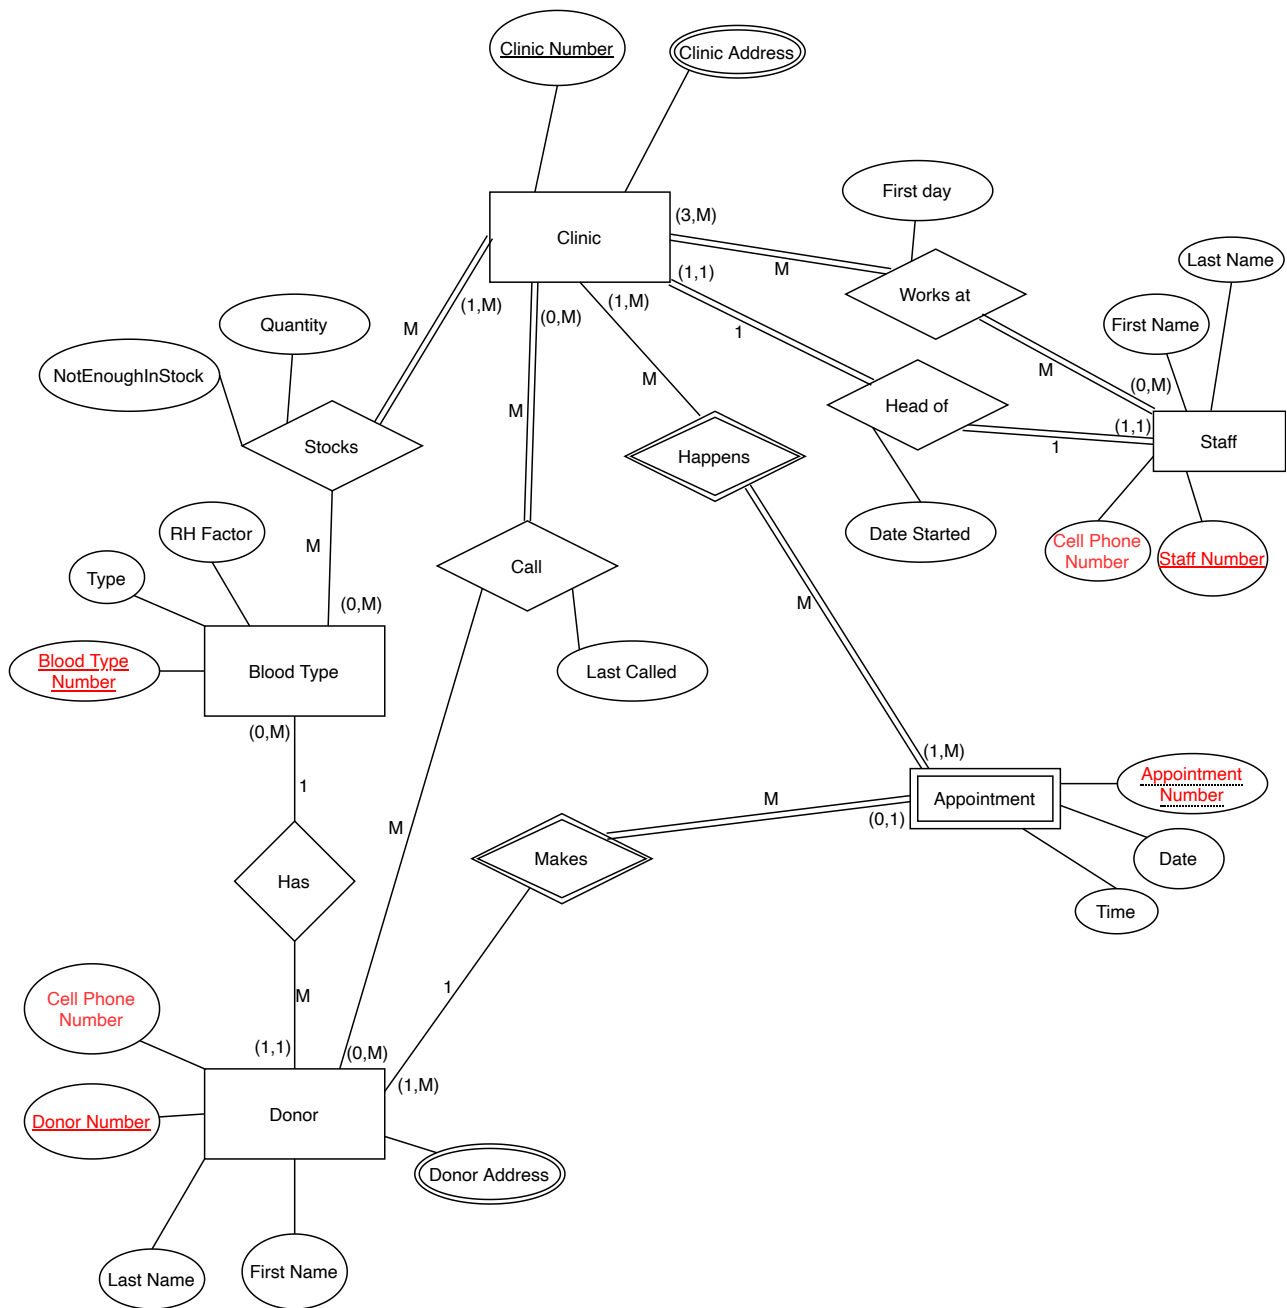 Clinic Number
Clinic Address
First day
(3,M)
Clinic
M
(1,1)
Works at
Last Name
(1,M)
(0,M)
(1,M)
Quantity
First Name
M
1
NotEnoughInStock
M
M
(0,M)
Head of
M
(1,1)
Stocks
1
Staff
Happens
RH Factor
Date Started
Cell Phone
Number
Staff Number
M
Call
Type
(0,M)
M
Blood Type
Number
Blood Type
Last Called
(0,M)
(1,M)
Appointment
Number
1
M
Appointment
(0,1)
M
Makes
Date
Has
Time
1
M
Cell Phone
Number
(1,1)
(0,M)
(1,M)
Donor Number
Donor
Donor Address
Last Name
First Name